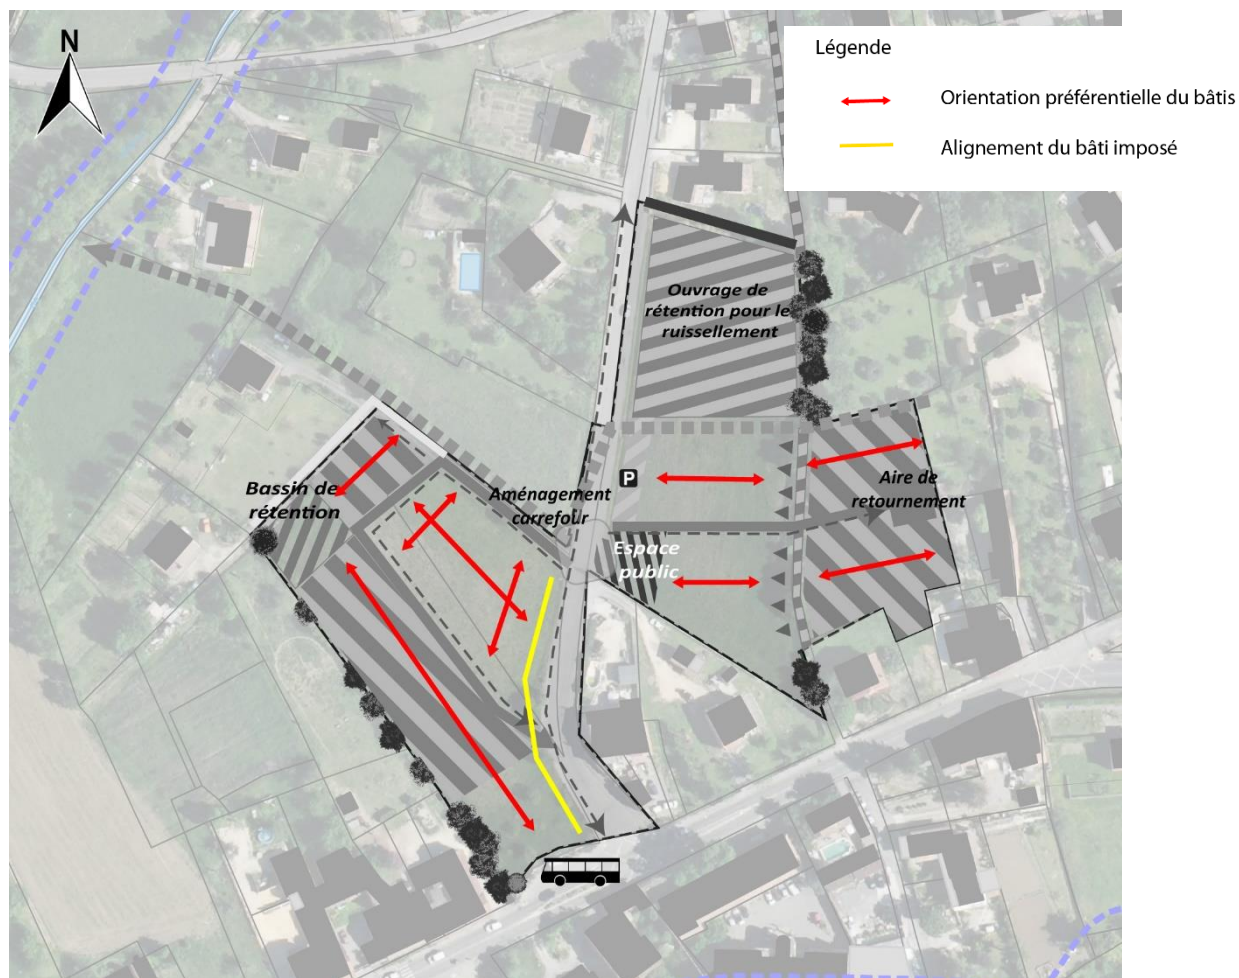 N
Légende
Orientation préférentielle du bâtis
Alignement du bâti imposé
Ouvrage de
rétention pour le
ruissellement
Bassin de
rétention
Aménagement
carrefour
P
Aire de
retournement
Espace
public